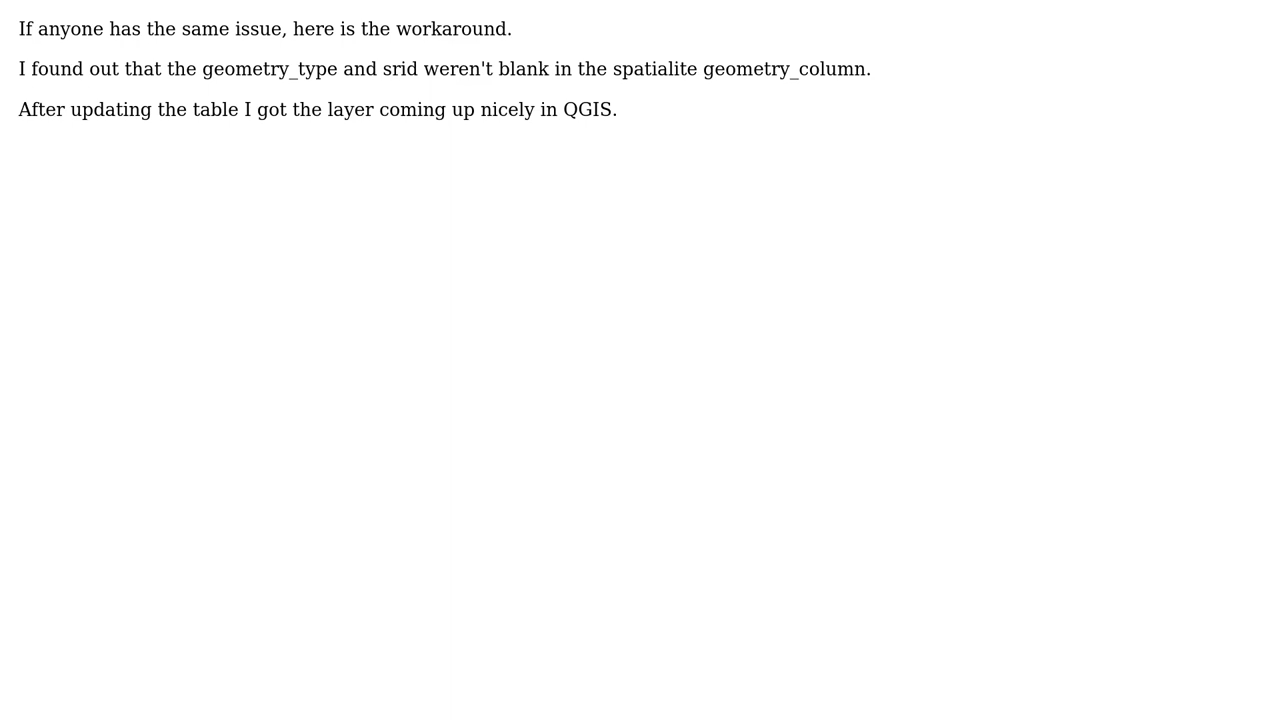 If anyone has the same issue, here is the workaround.
I found out that the geometry_type and srid weren't blank in the spatialite geometry_column.
After updating the table I got the layer coming up nicely in QGIS.